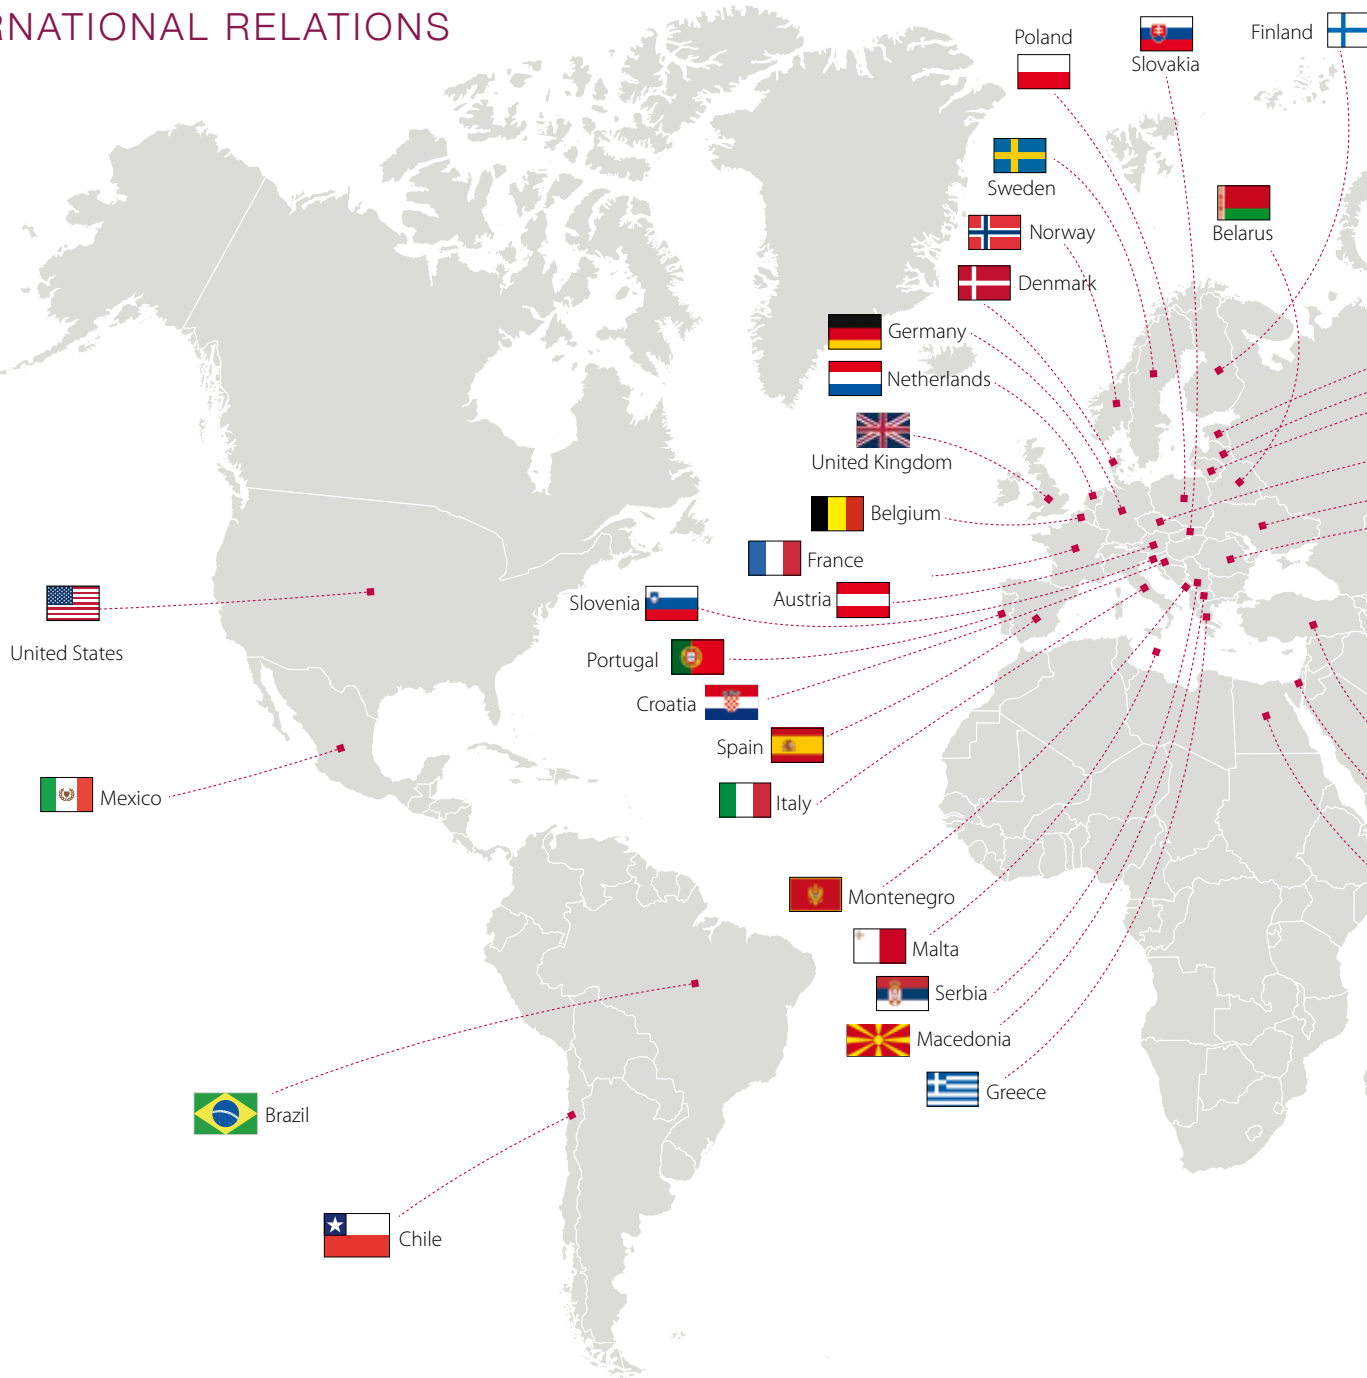 RNATIONAL RELATIONS
Poland
Slovakia
Finland
Sweden
Norway
Belarus
Denmark
Germany
Netherlands
United Kingdom
Belgium
France
Austria
Slovenia
United States
Portugal
Croatia
Spain
Mexico
Italy
Montenegro
Malta
Serbia
Macedonia
Greece
Brazil
Chile